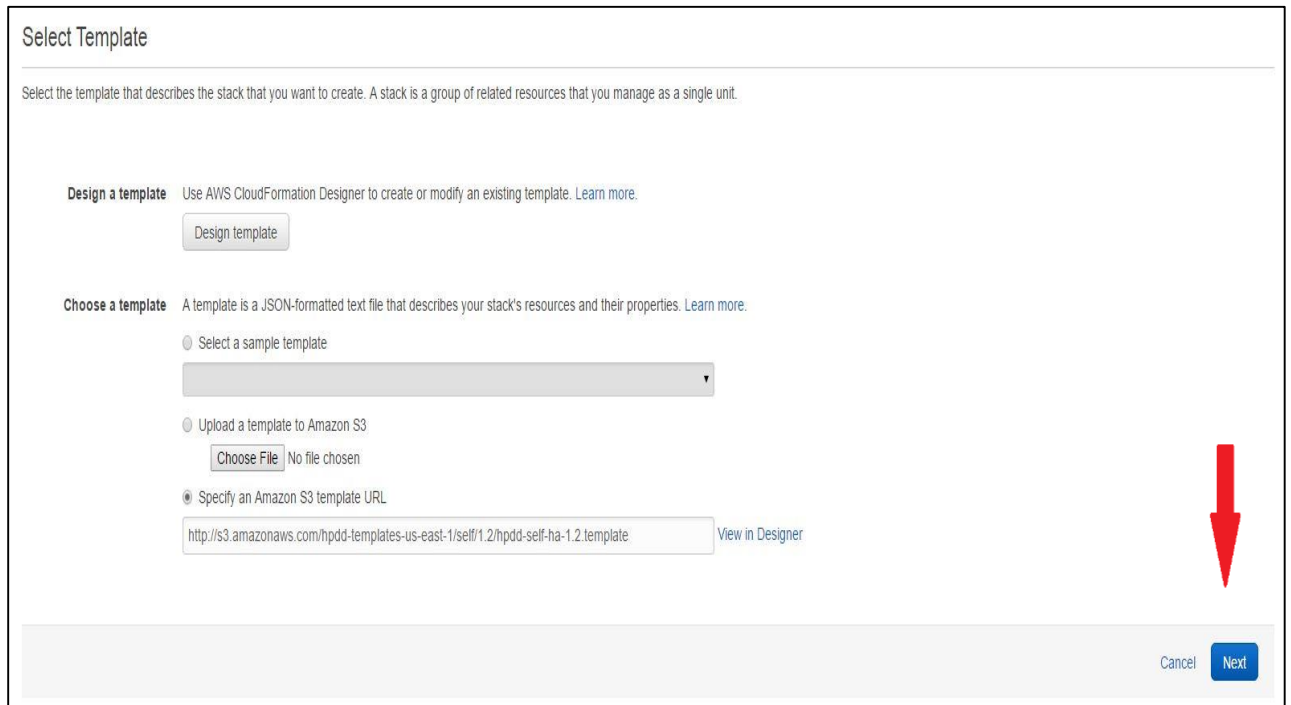 Select Template
Select the template that describes the stack that you want to create. A stack is a group of related resources that you manage as a single unit.
Design a template Use AWS CloudFormation Designer to create or modify an existing template. Learn more.
Design template
Choose a template A template is a JSON-formatted text file that describes your stack's resources and their properties. Learn more.
Select a sample template
Upload a template to Amazon S3
Choose File No file chosen
Specify an Amazon S3 template URL
http://s3.amazonaws.com/hpdd-templates-us-east-1/self/1.2/hpdd-self-ha-1.2.template View in Designer
Cancel Next